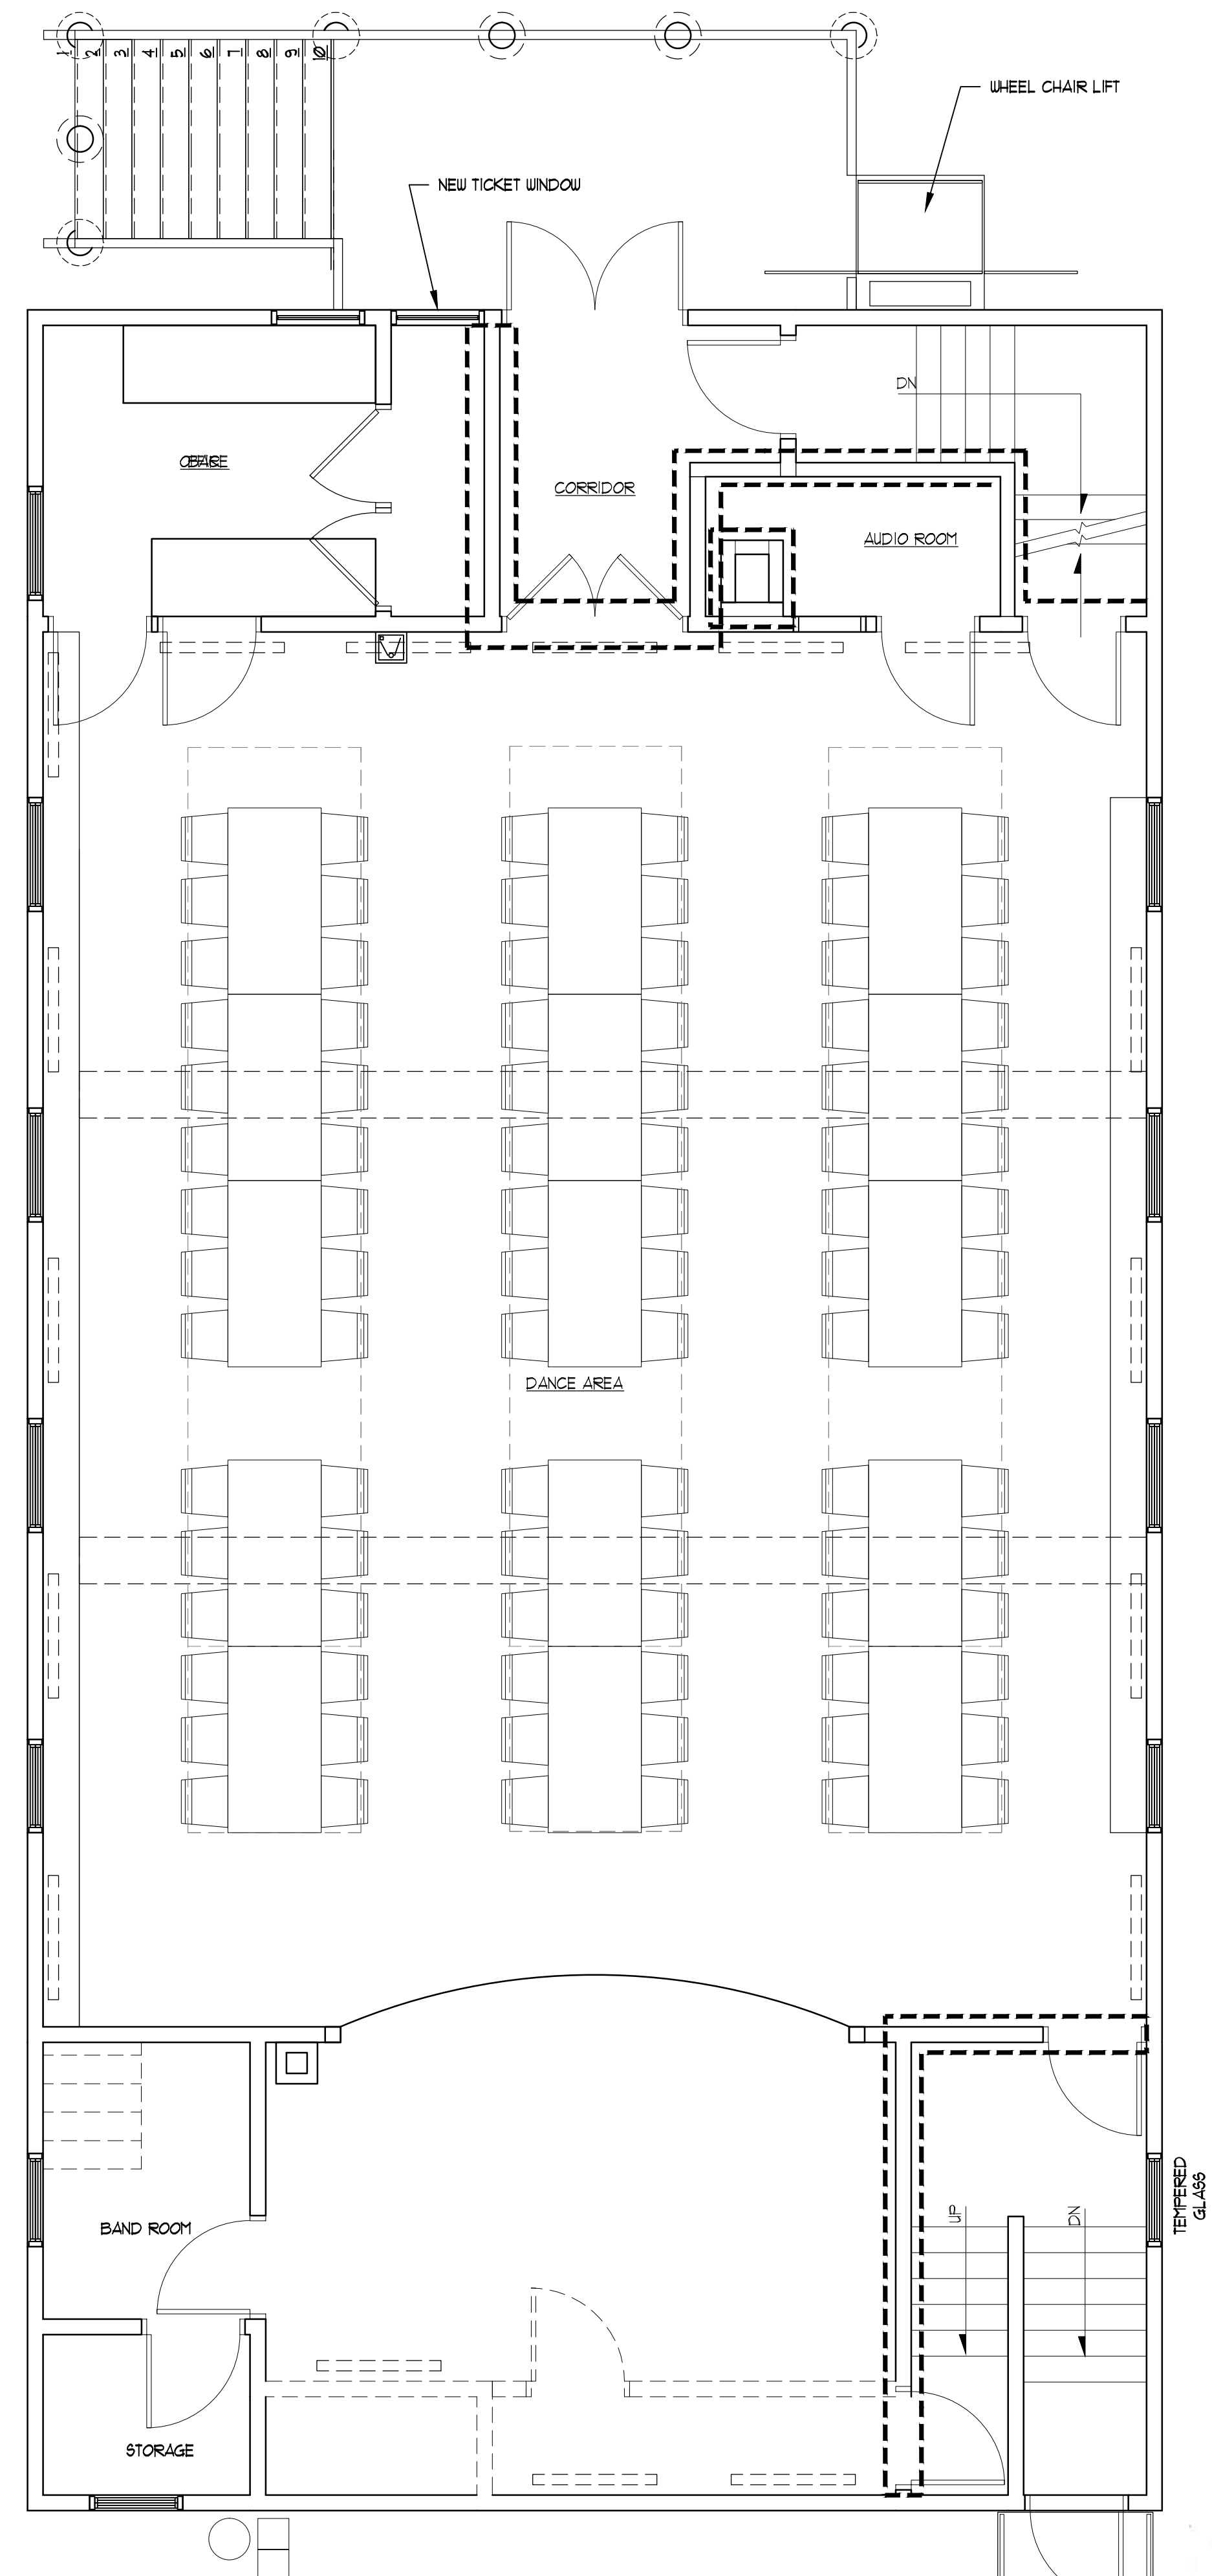 1 2 3 4 5 6 7 8 9 10
WHEEL CHAIR LIFT
NEW TICKET WINDOW
DN
CORRIDOR
AUDIO ROOM
DANCE AREA
TEMPERED
GLASS
UP
DN
BAND ROOM
STORAGE